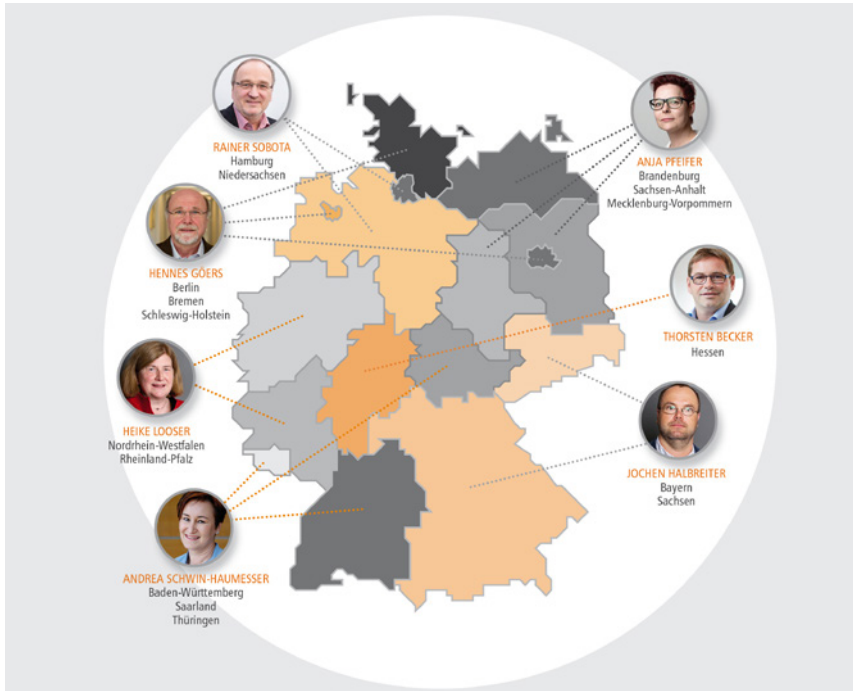 RAINER SOBOTA
Hamburg
Niedersachsen
ANJA PFEIFER
Brandenburg
Sachsen-Anhalt
Mecklenburg-Vorpommern
HENNES GÖERS
Berlin
Bremen
Schleswig-Holstein
THORSTEN BECKER
Hessen
HEIKE LOOSER
Nordrhein-Westfalen
Rheinland-Pfalz
JOCHEN HALBREITER
Bayern
Sachsen
ANDREA SCHWIN-HAUMESSER
Baden-Württemberg
Saarland
Thüringen